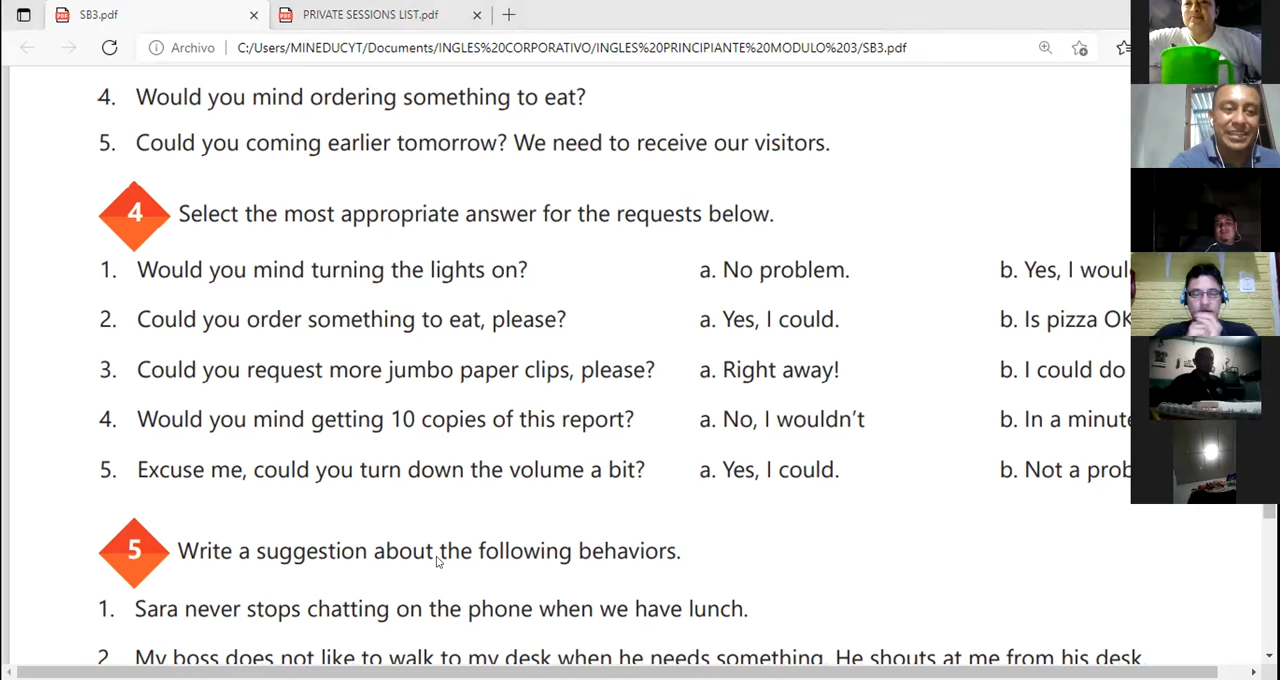 SB3.pdf
PRIVATE SESSIONS LIST.pdf
Archivo
C:/Users/MINEDUCYT/Documents/INGLES%20CORPORATIVO/INGLES%20PRINCIPIANTE%20MODULO%203/SB3.pdf
4. Would you mind ordering something to eat?
5. Could you coming earlier tomorrow? We need to receive our visitors.
4 Select the most appropriate answer for the requests below.
1. Would you mind turning the lights on? a. No problem. b. Yes, I woul
2. Could you order something to eat, please? a. Yes, I could. b. Is pizza OK
3. Could you request more jumbo paper clips, please? a. Right away! b. I could do
4. Would you mind getting 10 copies of this report? a. No, I wouldn't b. In a minute
5. Excuse me, could you turn down the volume a bit? a. Yes, I could. b. Not a prob
5 Write a suggestion about the following behaviors.
1. Sara never stops chatting on the phone when we have lunch.
2. My boss does not like to walk to my desk when he needs something. He shouts at me from his desk.